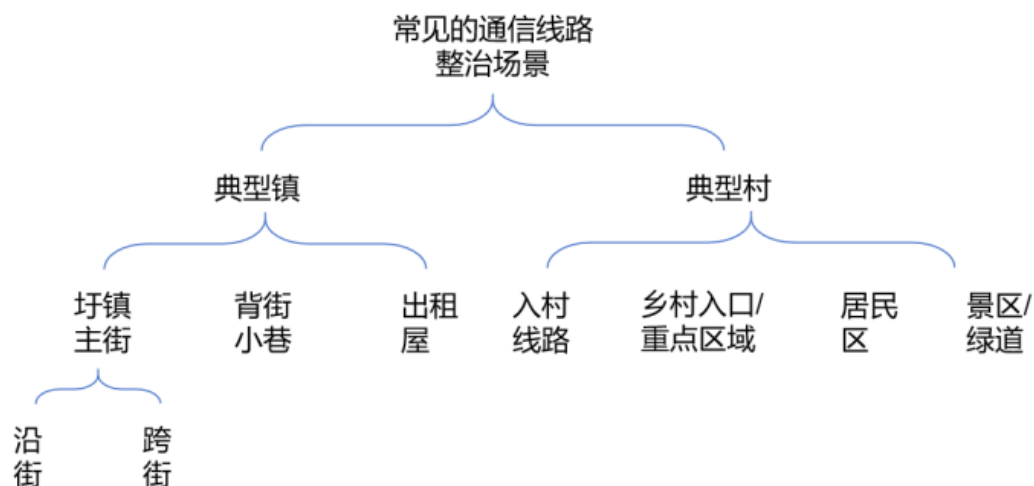 常见的通信线路
整治场景
典型镇
典型村
圩镇
主街
背街
小巷
出租
屋
入村
线路
乡村入口/
重点区域
居民
区
景区/
绿道
沿
街
跨
街